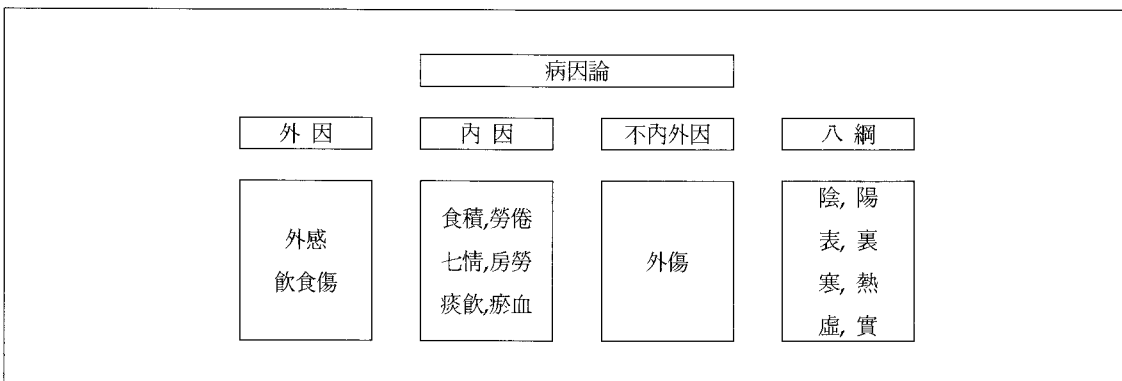 病因論
外 因
內 因
不內外因
八 綱
外感
飮食傷
食積,勞倦
七情,房勞
痰飮,瘀血
外傷
陰, 陽
表, 裏
寒, 熱
虛, 實